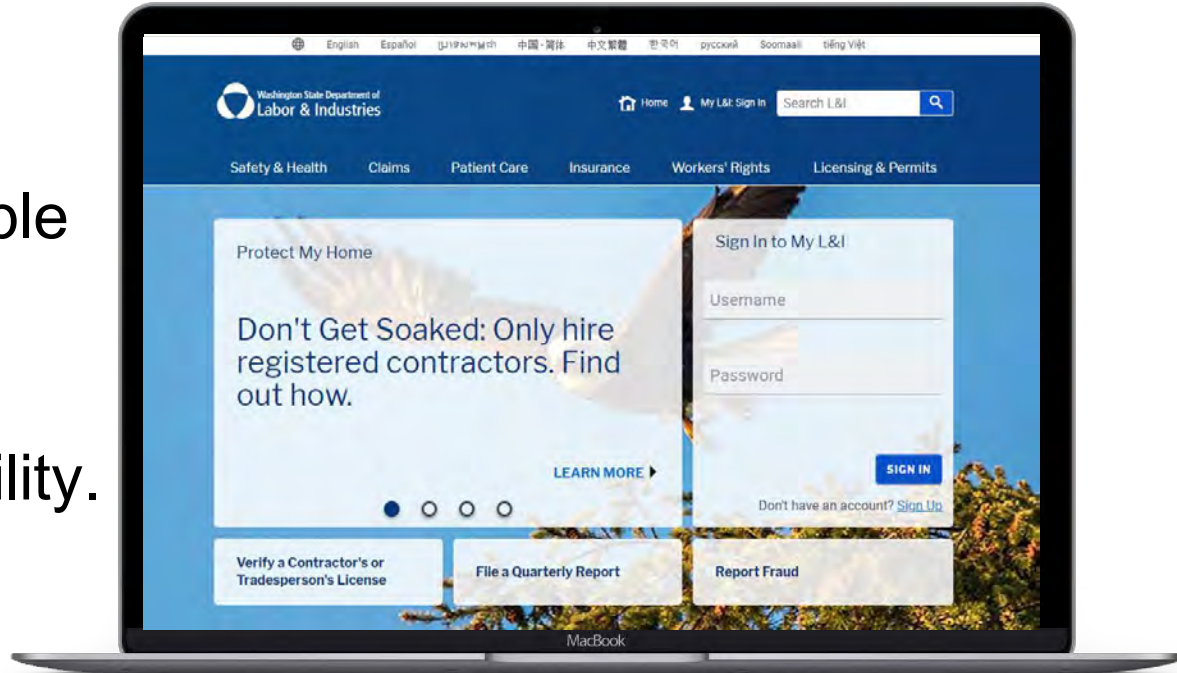 ple
ility.
English Español 中国-简体 中文繁體 한국어 русский Soomaali tiếng Việt
Washington State Department of
Labor & Industries
Home My L&I: Sign In Search L&I
Safety & Health Claims Patient Care Insurance Workers' Rights Licensing & Permits
Protect My Home
Don't Get Soaked: Only hire
registered contractors. Find
out how.
LEARN MORE
Sign In to My L&I
Username
Password
SIGN IN
Don't have an account? Sign Up
Verify a Contractor's or
Tradesperson's License
File a Quarterly Report
Report Fraud
MacBook